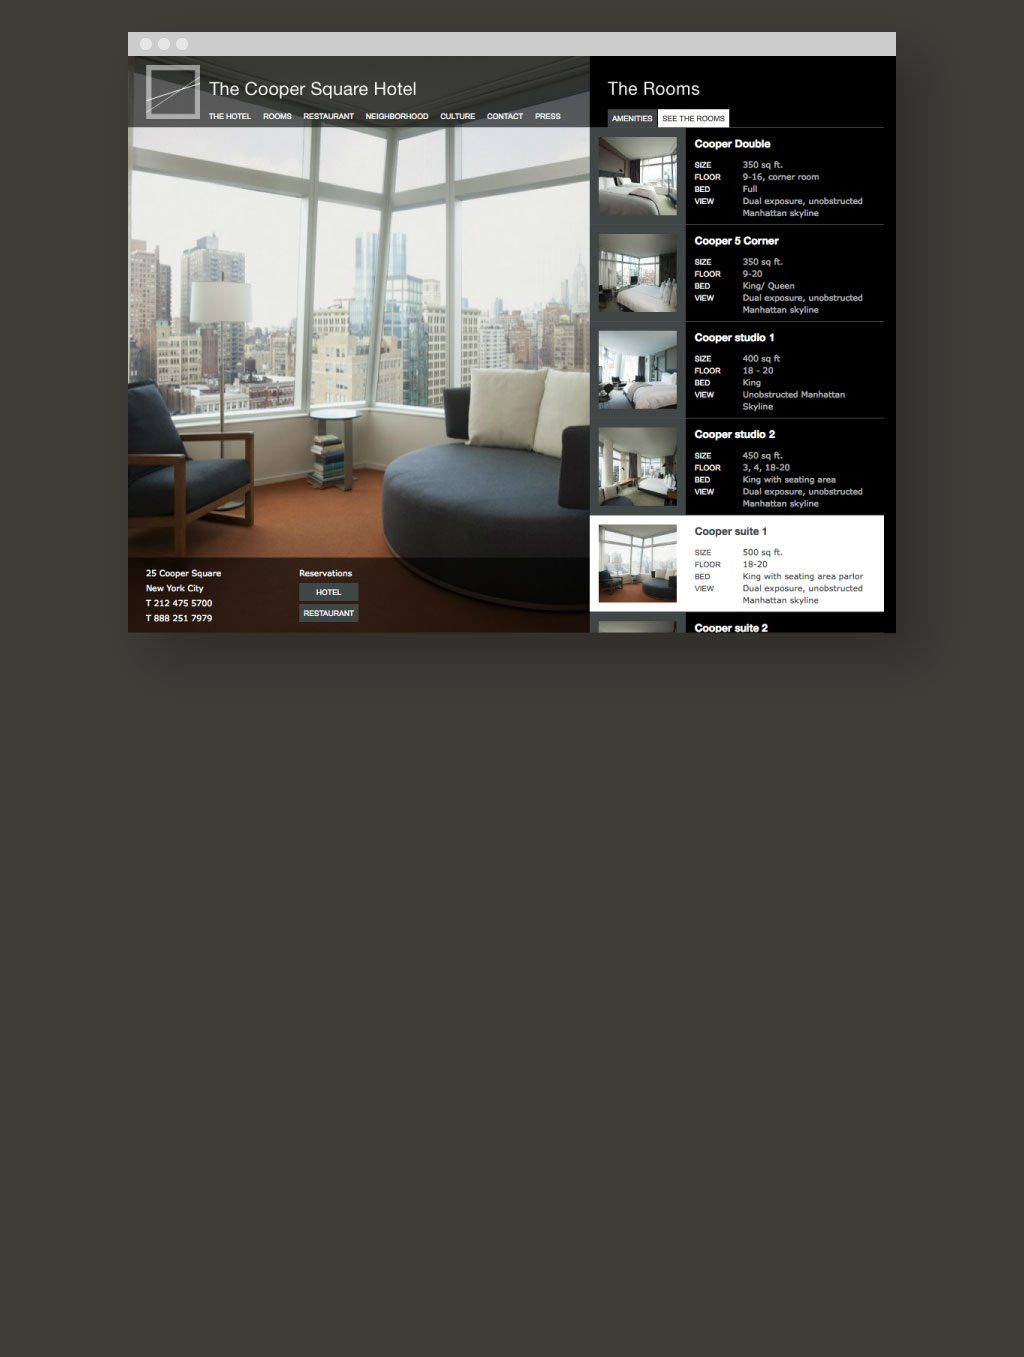 The Cooper Square Hotel
THE HOTEL ROOMS RESTAURANT NEIGHBORHOOD CULTURE CONTACT PRESS
25 Cooper Square
New York City
T 212 475 5700
T 888 251 7979
Reservations
HOTEL
RESTAURANT
The Rooms
AMENITIES SEE THE ROOMS
Cooper Double
SIZE 350 sq ft.
FLOOR 9-16, corner room
BED Full
VIEW Dual exposure, unobstructed
Manhattan skyline
Cooper 5 Corner
SIZE 350 sq ft.
FLOOR 9-20
BED King/ Queen
VIEW Dual exposure, unobstructed
Manhattan skyline
Cooper studio 1
SIZE 400 sq ft
FLOOR 18 - 20
BED King
VIEW Unobstructed Manhattan
Skyline
Cooper studio 2
SIZE 450 sq ft.
FLOOR 3, 4, 18-20
BED King with seating area
VIEW Dual exposure, unobstructed
Manhattan skyline
Cooper suite 1
SIZE 500 sq ft.
FLOOR 18-20
BED King with seating area parlor
VIEW Dual exposure, unobstructed
Manhattan skyline
Cooper suite 2